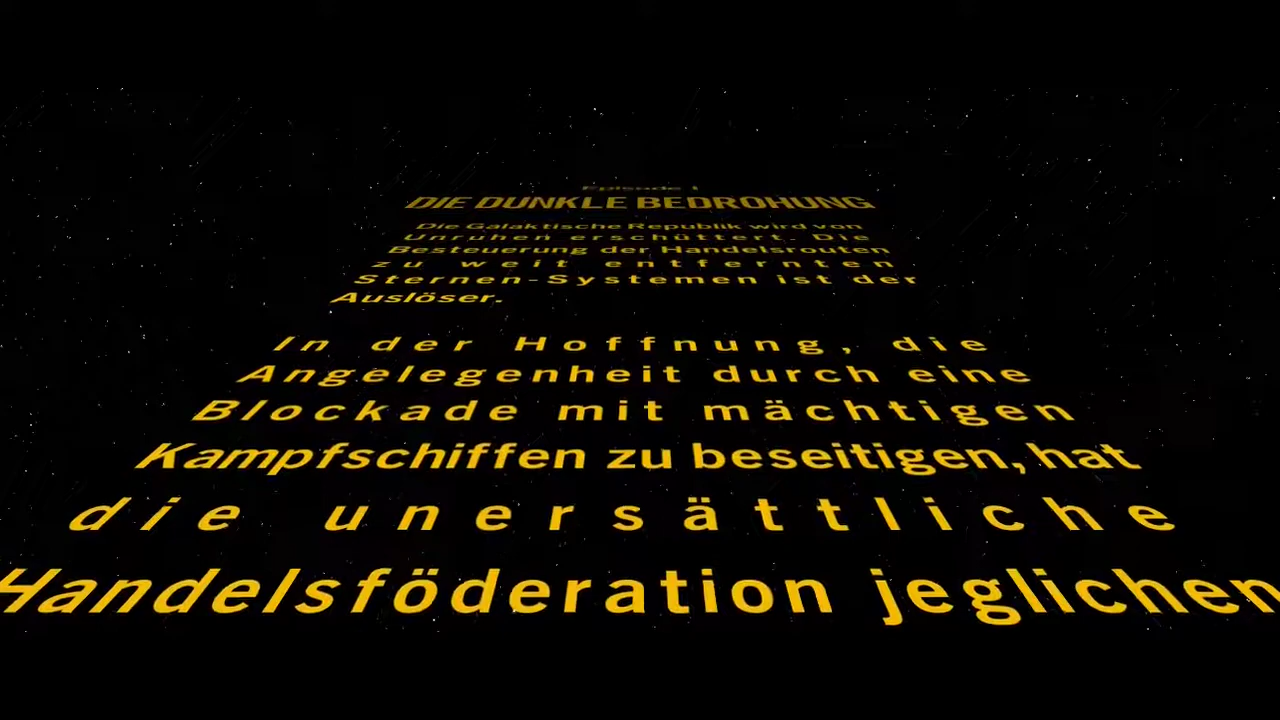 Episode I
DIE DUNKLE BEDROHUNG
Die Galaktische Republik wird von
Unruhen erschüttert. Die
Besteuerung der Handelsrouten
zu weit entfernten
Sternen-Systemen ist der
Auslöser.
In der Hoffnung, die
Angelegenheit durch eine
Blockade mit mächtigen
Kampfschiffen zu beseitigen, hat
die unersättliche
Handelsföderation jeglichen